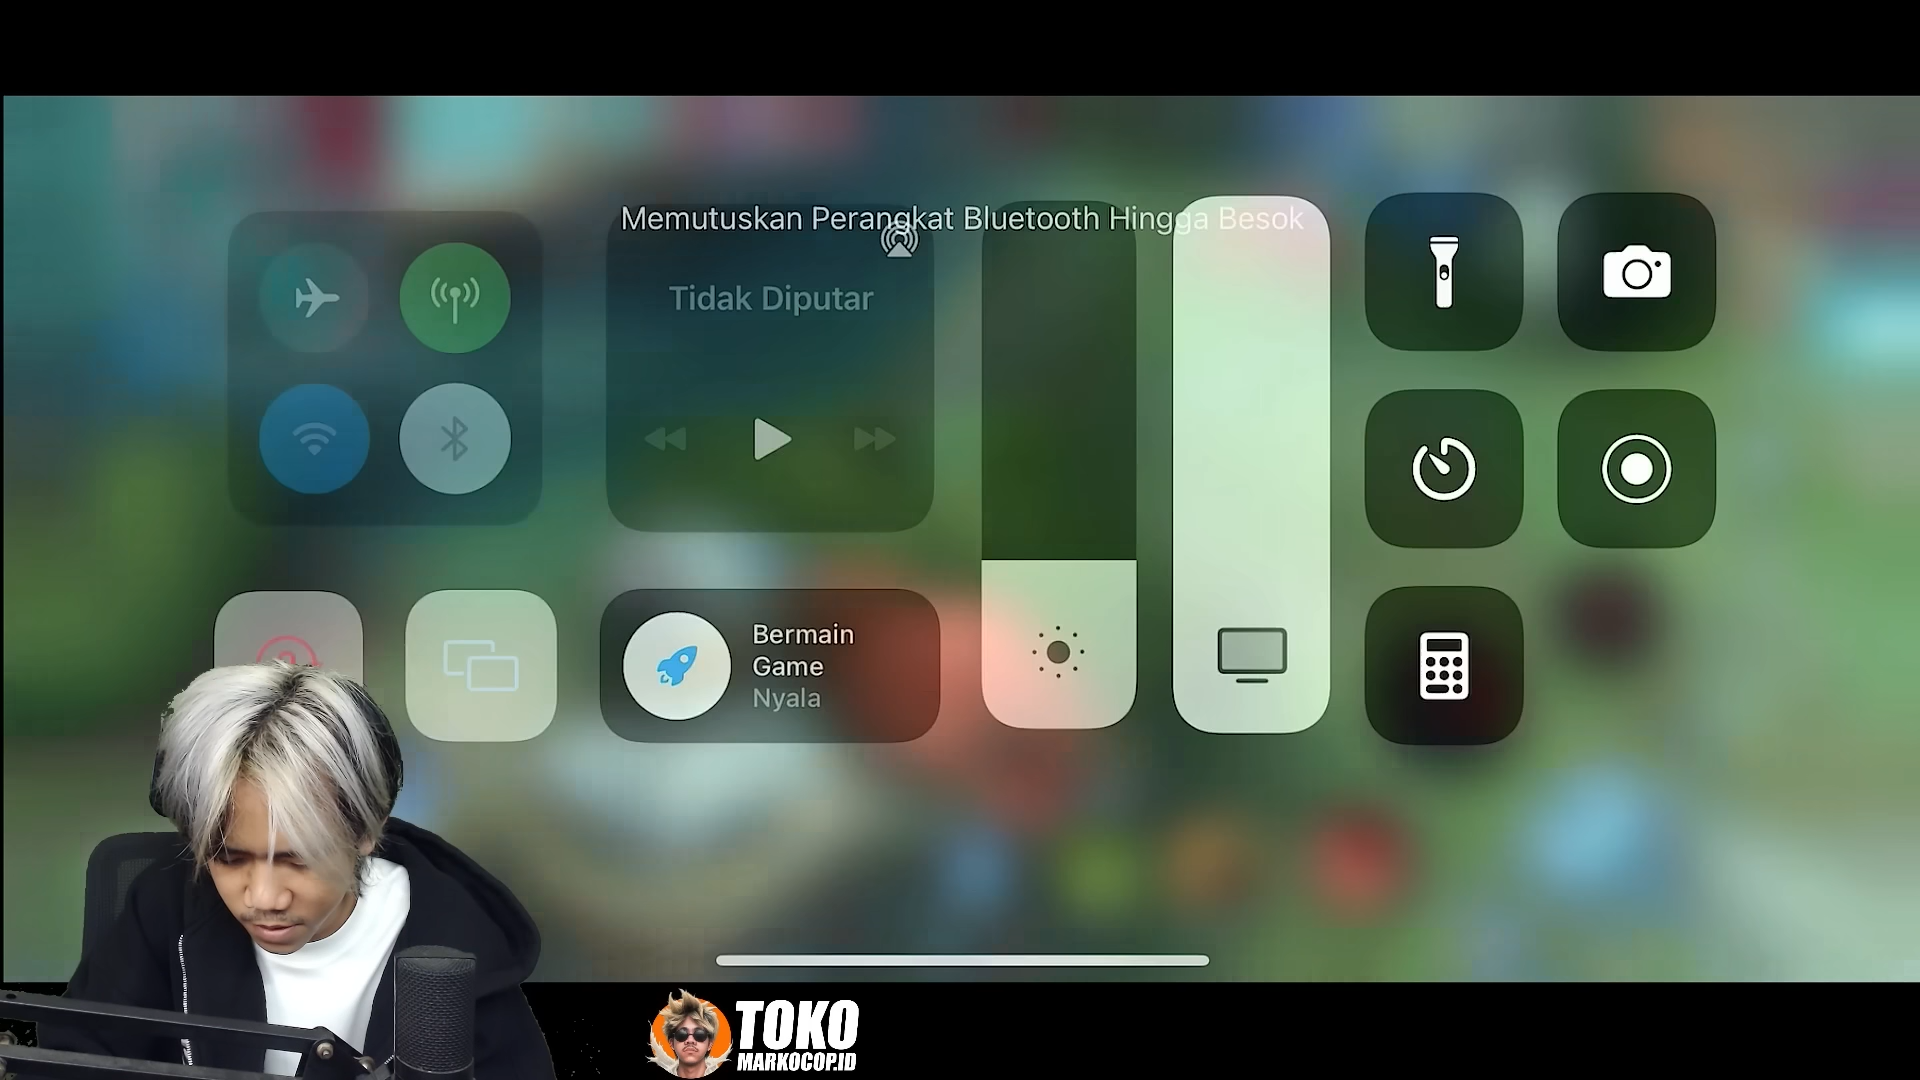 Memutuskan Perangkat Bluetooth Hingga Besok
Tidak Diputar
Bermain
Game
Nyala
TOKO
MARKOCOP.ID